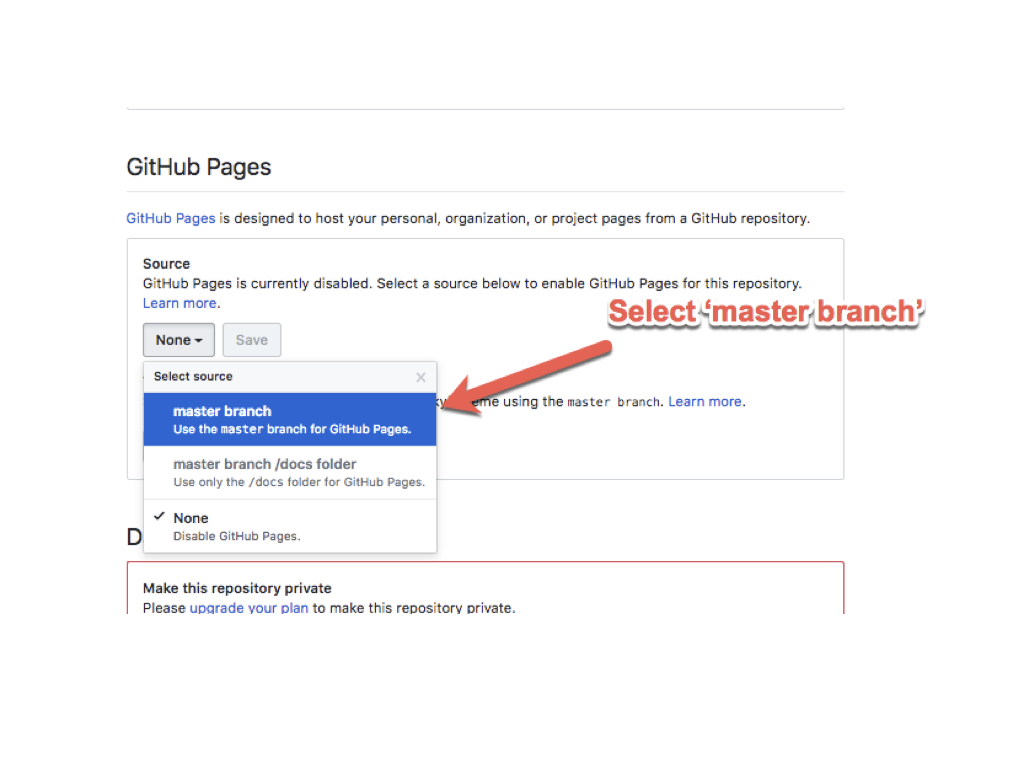 GitHub Pages
GitHub Pages is designed to host your personal, organization, or project pages from a GitHub repository.
Source
GitHub Pages is currently disabled. Select a source below to enable GitHub Pages for this repository.
Learn more.
Select ‘master branch’
None
Save
Select source
master branch
Use the master branch for GitHub Pages.
using the master branch. Learn more.
master branch /docs folder
Use only the /docs folder for GitHub Pages.
None
Disable GitHub Pages.
D
Make this repository private
Please upgrade your plan to make this repository private.